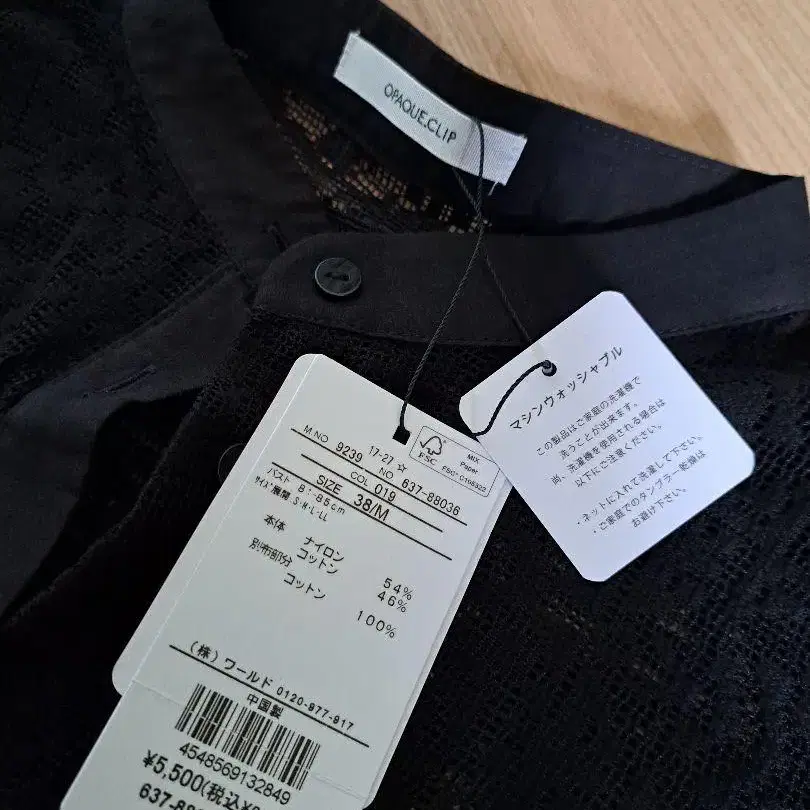 OPAQUE.CLIP
マシンウオッシャブル
この製品はご家庭の洗濯機で
洗うことが出来ます。
尚、洗濯機を使用される場合は
以下にご注意ください。
・ネットに入れて洗濯して下さい。
・ご家庭でのタンブラー乾燥は
お避け下さい。
FSC
MIX
Paper
M NO 9239 17-27 ☆
NO 637-88036
COL 019
SIZE 38/M
バスト 81-85cm
サイズ展開 S・M・L・LL
本体 ナイロン 54%
コットン 46%
別布部分 コットン 100%
(株)ワールド 0120-977-917
中国製
4548569132849
¥5,500(税込